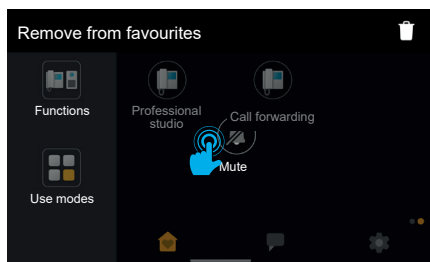 Remove from favourites
Functions
Professional
studio
Call forwarding
Mute
Use modes